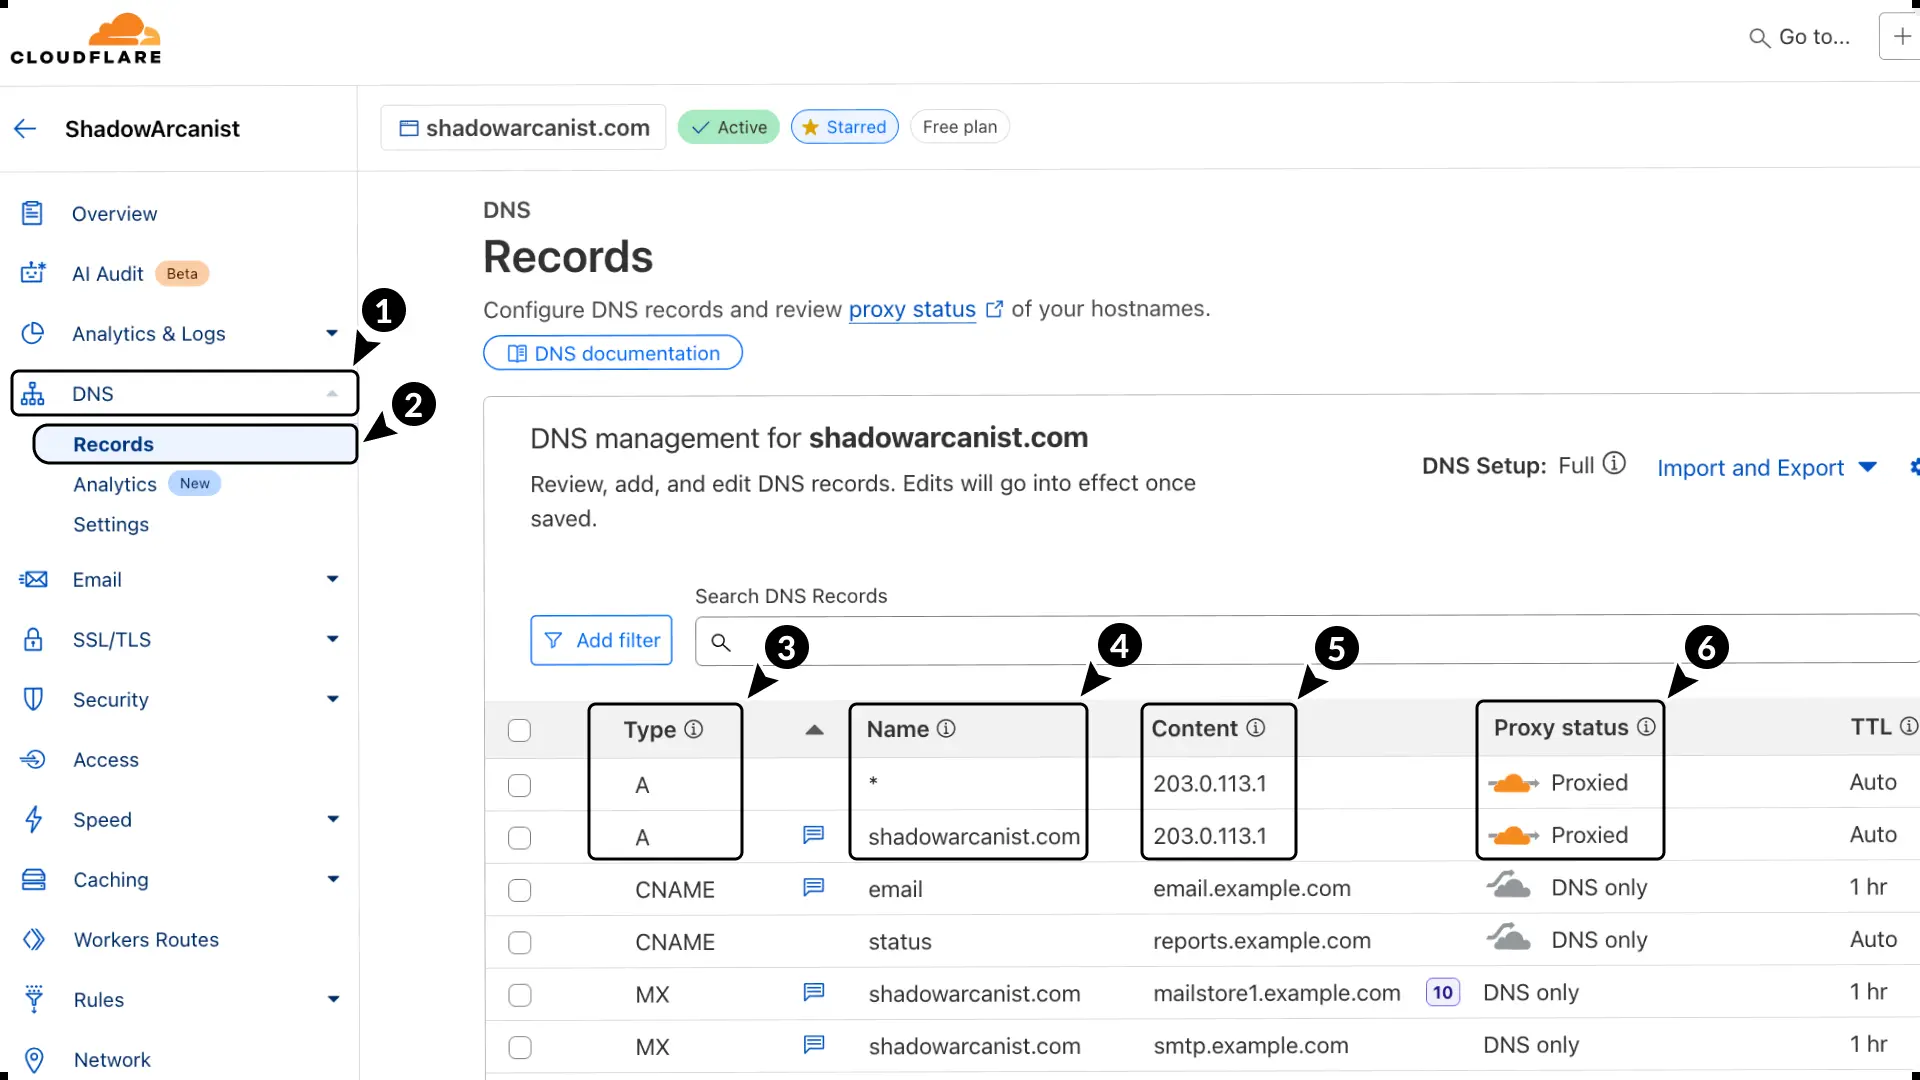 CLOUDFLARE
Go to...
ShadowArcanist
shadowarcanist.com
Active
Starred
Free plan
Overview
AI Audit Beta
Analytics & Logs
DNS
Records
Analytics New
Settings
Email
SSL/TLS
Security
Access
Speed
Caching
Workers Routes
Rules
Network
1
2
DNS
Records
Configure DNS records and review proxy status of your hostnames.
DNS documentation
DNS management for shadowarcanist.com
Review, add, and edit DNS records. Edits will go into effect once
saved.
DNS Setup: Full
Import and Export
Search DNS Records
Add filter
3
4
5
6
Type Name Content Proxy status TTL
A * 203.0.113.1 Proxied Auto
A shadowarcanist.com 203.0.113.1 Proxied Auto
CNAME email email.example.com DNS only 1 hr
CNAME status reports.example.com DNS only Auto
MX shadowarcanist.com mailstore1.example.com 10 DNS only 1 hr
MX shadowarcanist.com smtp.example.com DNS only 1 hr